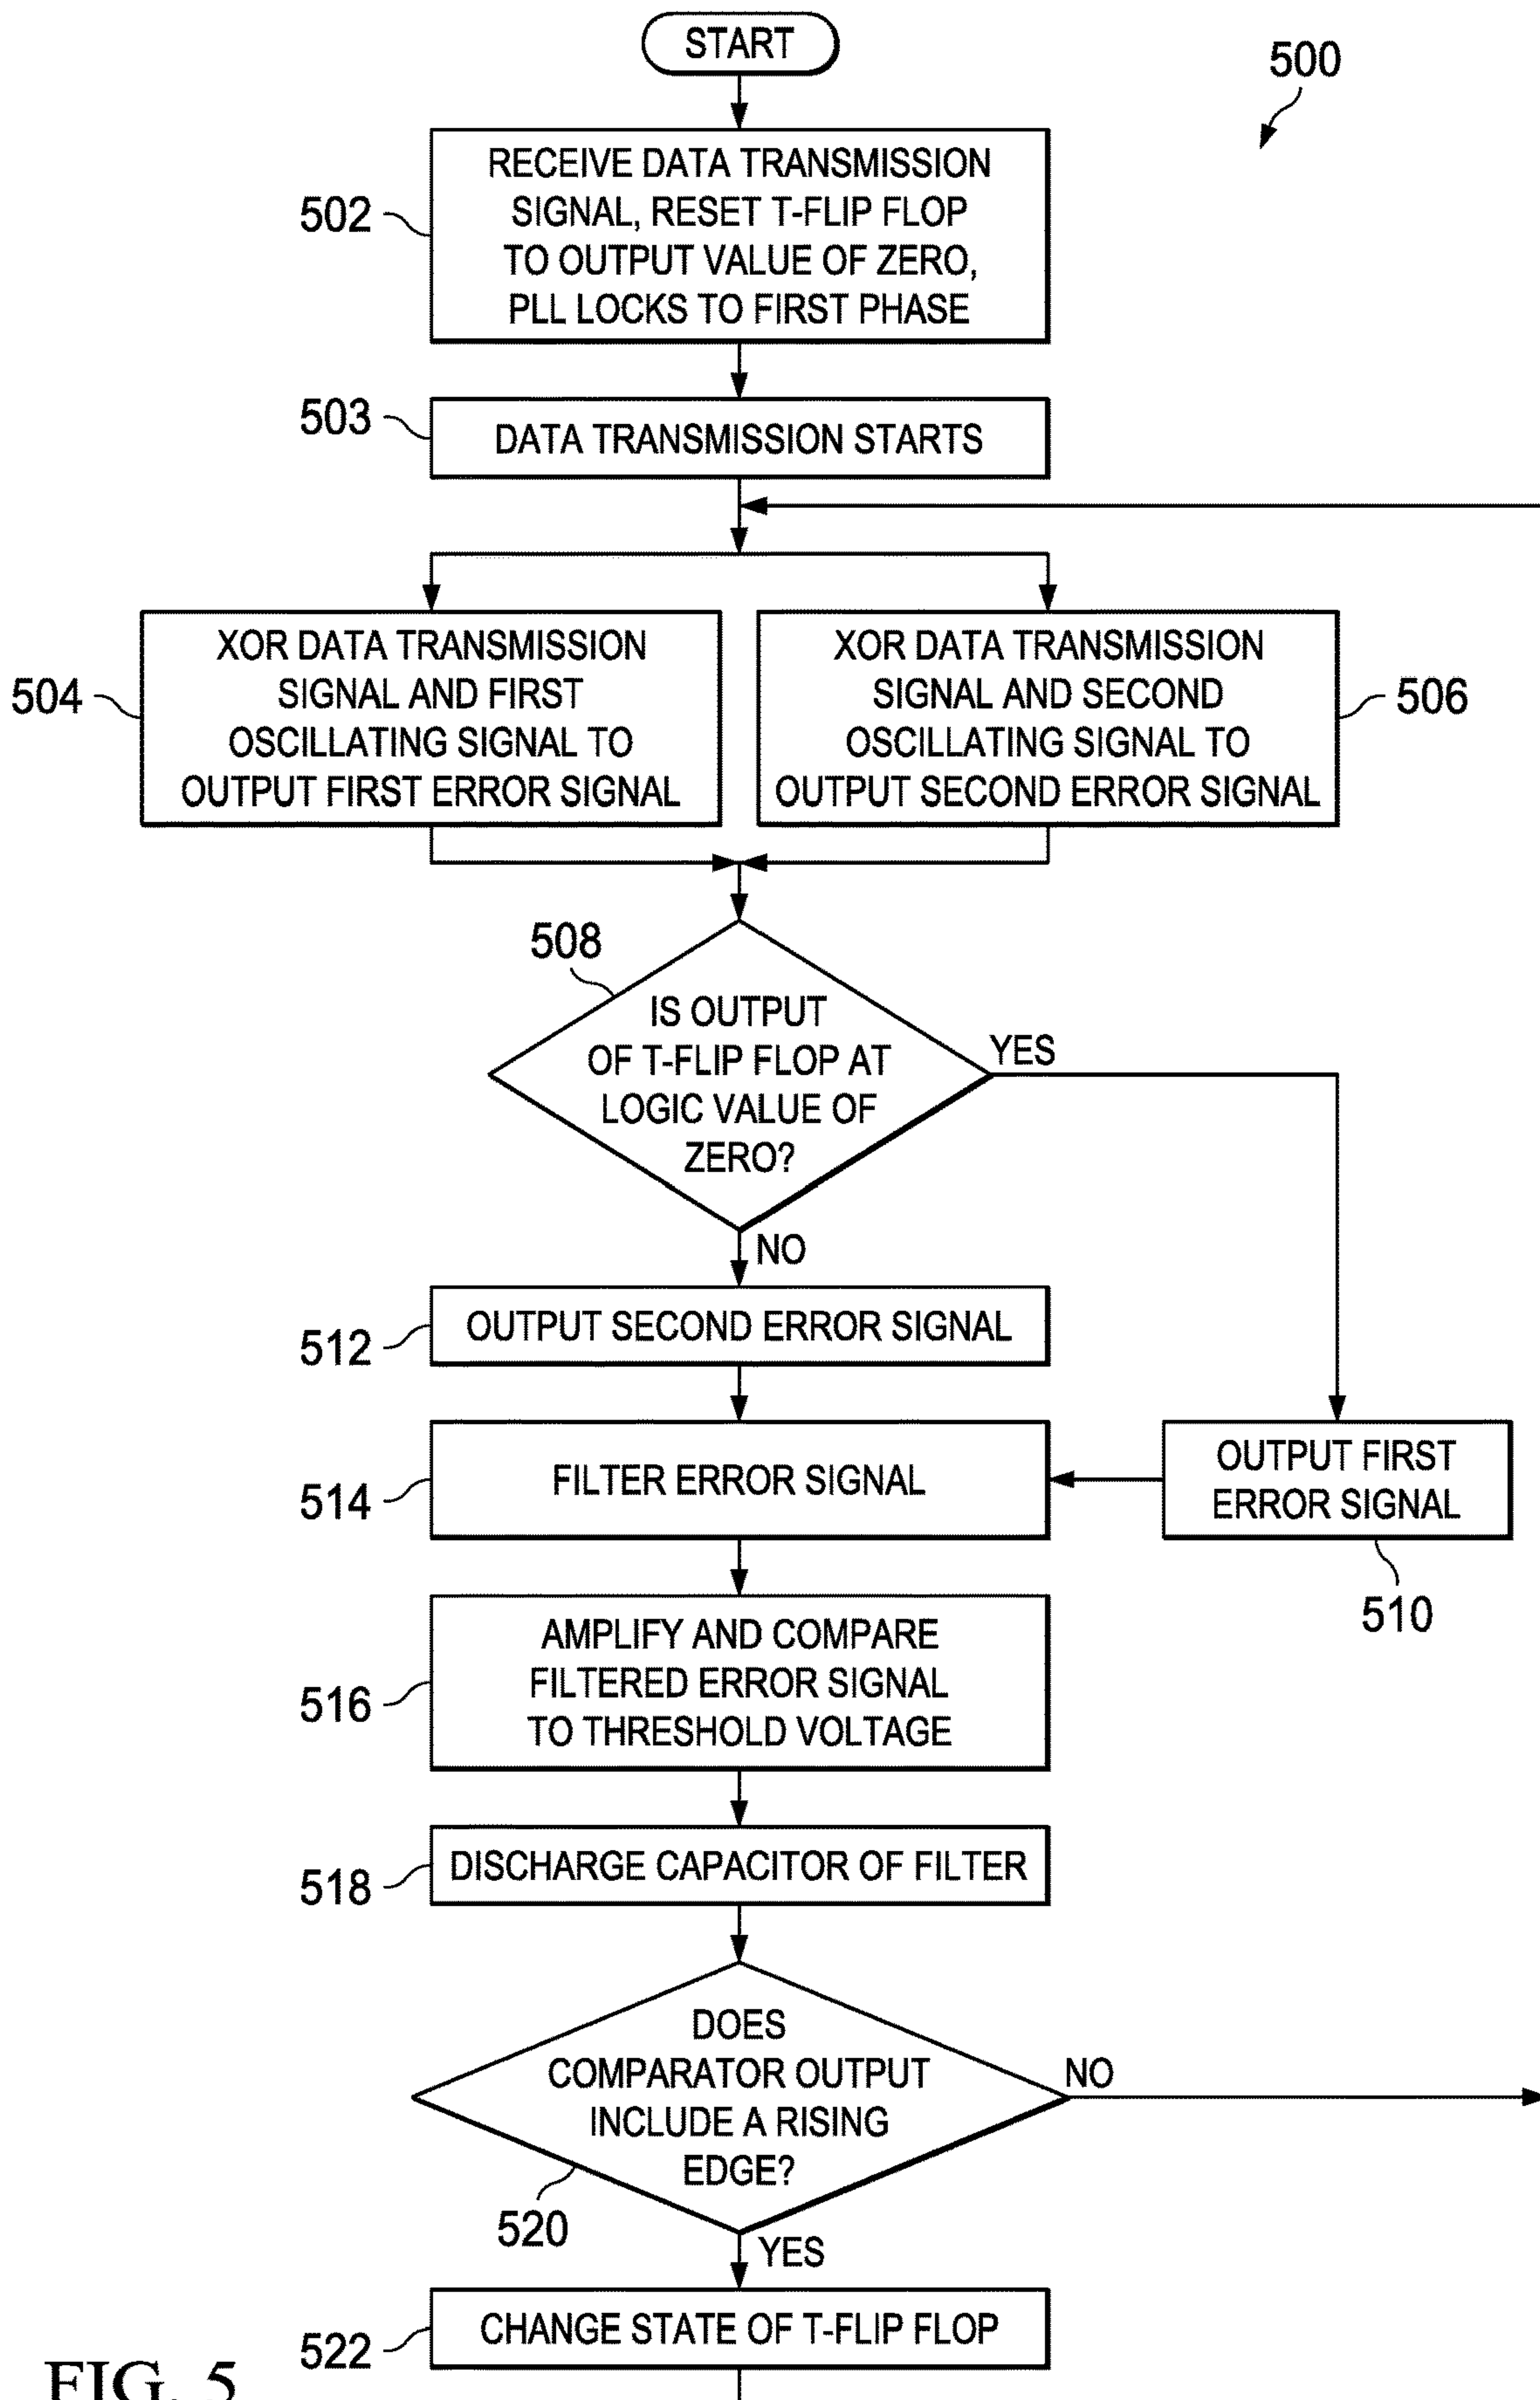 START
500
502
RECEIVE DATA TRANSMISSION
SIGNAL, RESET T-FLIP FLOP
TO OUTPUT VALUE OF ZERO,
PLL LOCKS TO FIRST PHASE
503
DATA TRANSMISSION STARTS
504
XOR DATA TRANSMISSION
SIGNAL AND FIRST
OSCILLATING SIGNAL TO
OUTPUT FIRST ERROR SIGNAL
XOR DATA TRANSMISSION
SIGNAL AND SECOND
OSCILLATING SIGNAL TO
OUTPUT SECOND ERROR SIGNAL
506
508
IS OUTPUT
OF T-FLIP FLOP AT
LOGIC VALUE OF
ZERO?
YES
NO
512
OUTPUT SECOND ERROR SIGNAL
514
FILTER ERROR SIGNAL
OUTPUT FIRST
ERROR SIGNAL
510
516
AMPLIFY AND COMPARE
FILTERED ERROR SIGNAL
TO THRESHOLD VOLTAGE
518
DISCHARGE CAPACITOR OF FILTER
DOES
COMPARATOR OUTPUT
INCLUDE A RISING
EDGE?
NO
520
YES
522
CHANGE STATE OF T-FLIP FLOP
FIG. 5